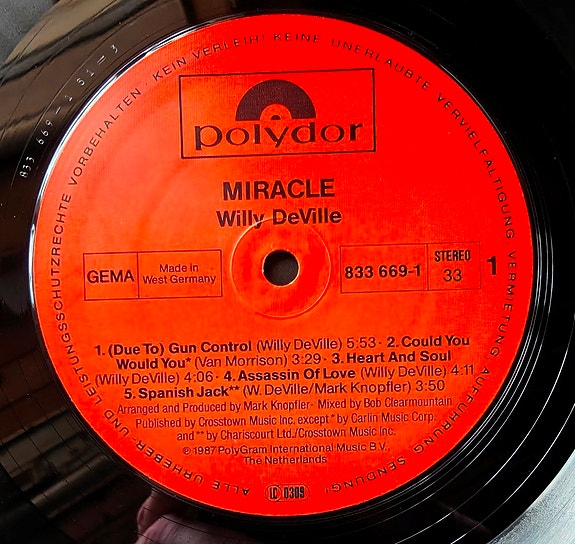 ALLE URHEBER- UND LEISTUNGSSCHUTZRECHTE VORBEHALTEN · KEIN VERLEIH! KEINE UNERLAUBTE VERVIELFÄLTIGUNG, VERMIETUNG, AUFFÜHRUNG, SENDUNG!
833 669-1 S1-3
polydor
MIRACLE
Willy DeVille
GEMA
Made in
West Germany
833 669-1
STEREO
33
1
1. (Due To) Gun Control (Willy DeVille) 5:53 · 2. Could You
Would You* (Van Morrison) 3:29 · 3. Heart And Soul
(Willy DeVille) 4:06 · 4. Assassin Of Love (Willy DeVille) 4:11
5. Spanish Jack** (W. DeVille/Mark Knopfler) 3:50
Arranged and Produced by Mark Knopfler · Mixed by Bob Clearmountain
Published by Crosstown Music Inc. except * by Carlin Music Corp.
and ** by Chariscourt Ltd./Crosstown Music Inc.
℗ 1987 PolyGram International Music B.V.,
The Netherlands
LC 0309